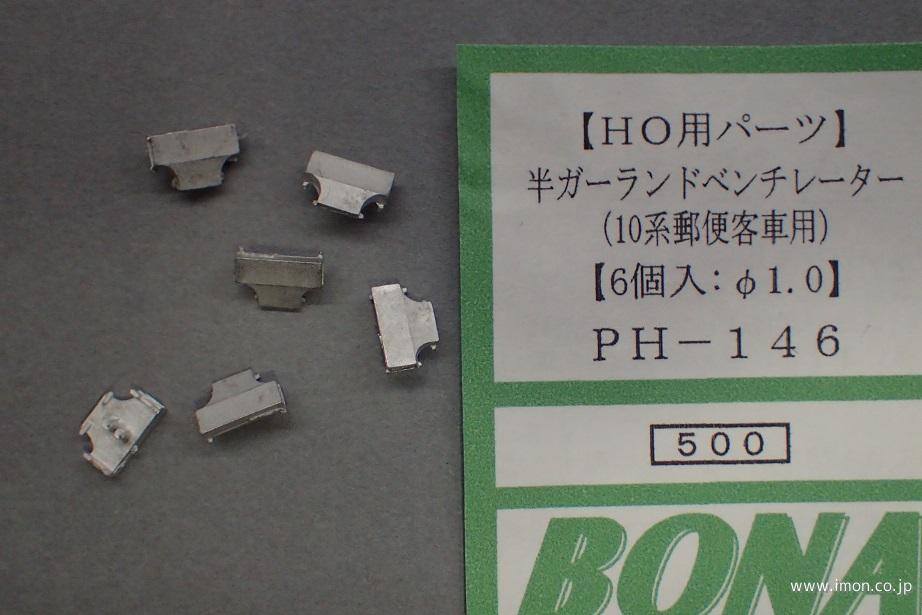 【HO用パーツ】
半ガーランドベンチレーター
(10系郵便客車用)
【6個入:φ1.0】
PH-146
500
BONA
www.imon.co.jp